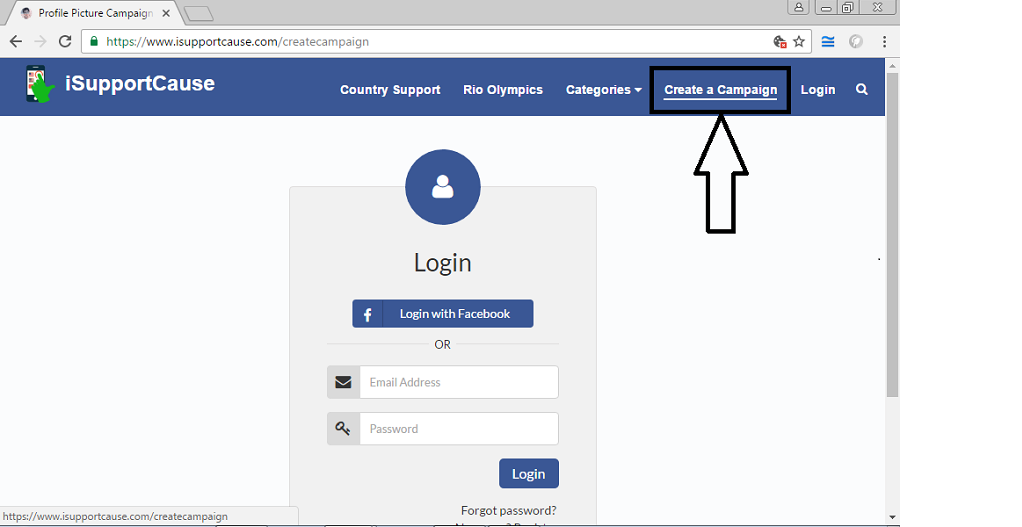 Profile Picture Campaign
https://www.isupportcause.com/createcampaign
iSupportCause
Country Support
Rio Olympics
Categories
Create a Campaign
Login
Login
Login with Facebook
OR
Email Address
Password
Login
Forgot password?
https://www.isupportcause.com/createcampaign